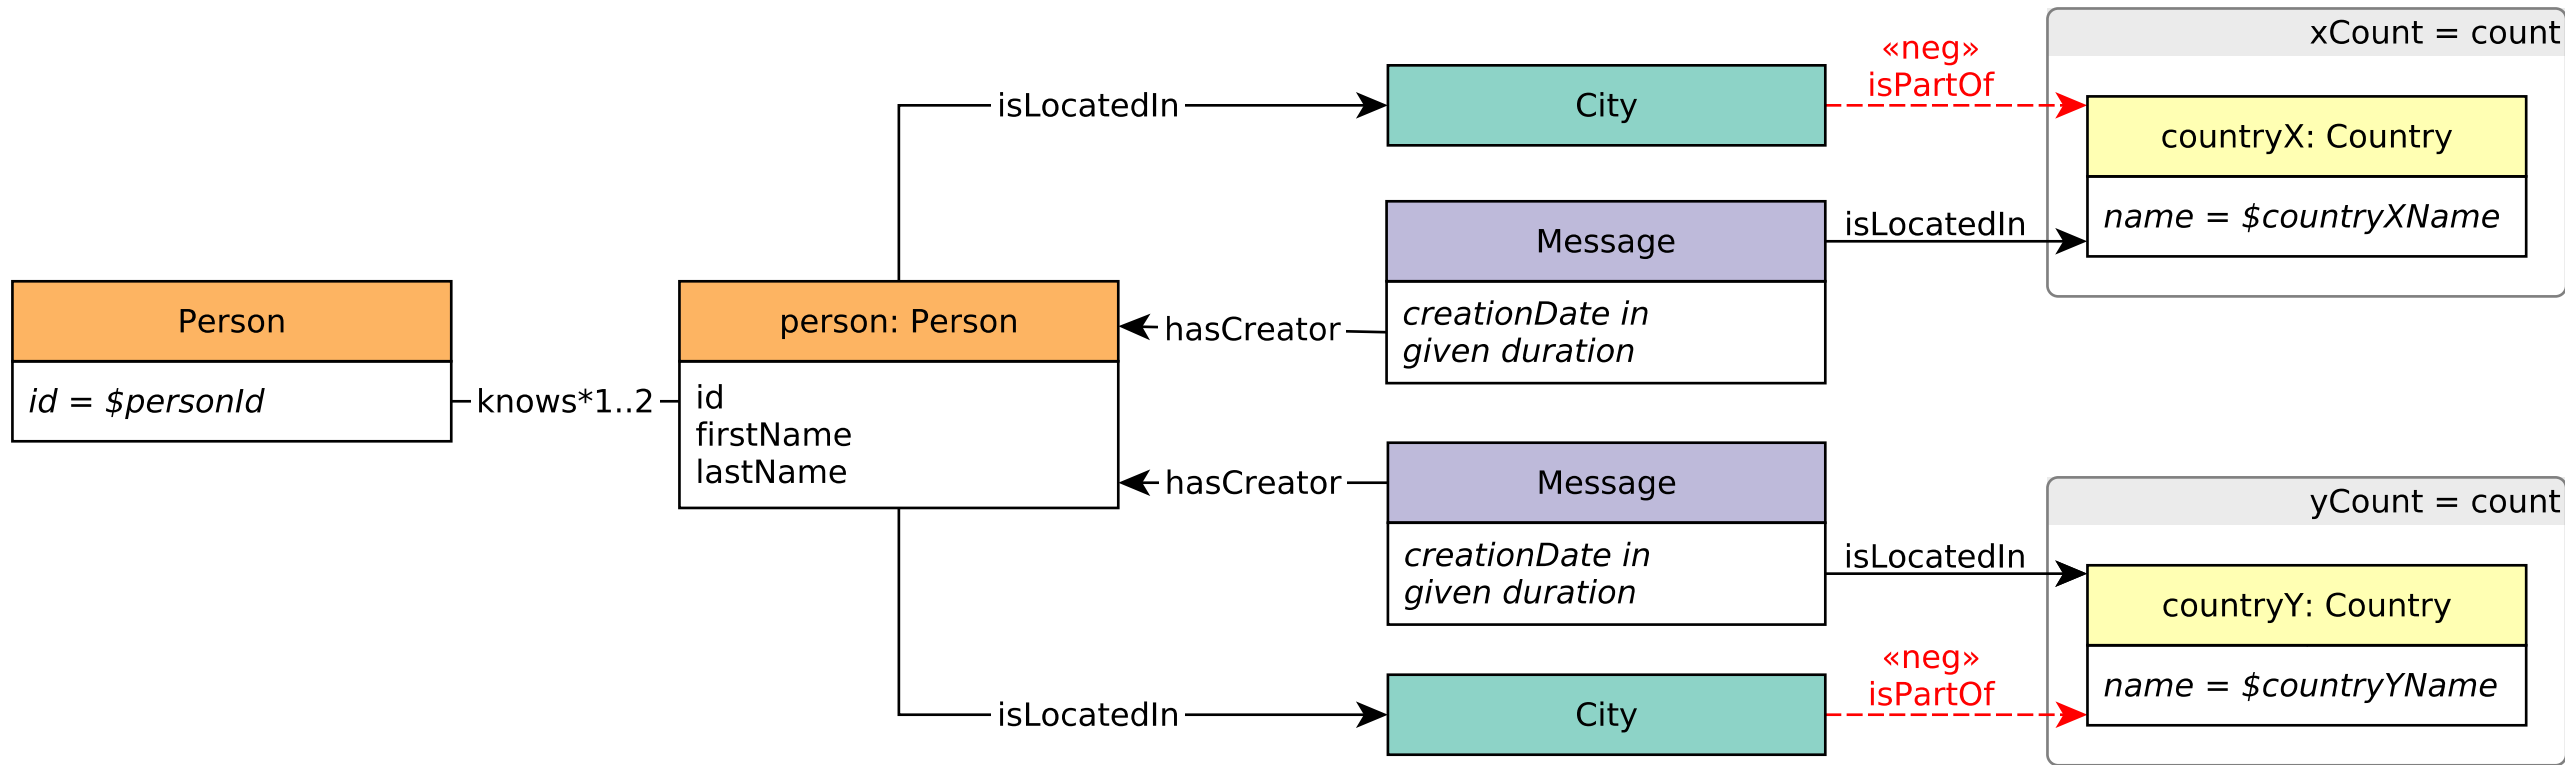 Person
id = $personId
knows*1..2
person: Person
id
firstName
lastName
isLocatedIn
City
«neg»
isPartOf
xCount = count
countryX: Country
name = $countryXName
hasCreator
Message
creationDate in
given duration
isLocatedIn
hasCreator
Message
creationDate in
given duration
isLocatedIn
yCount = count
countryY: Country
name = $countryYName
isLocatedIn
City
«neg»
isPartOf